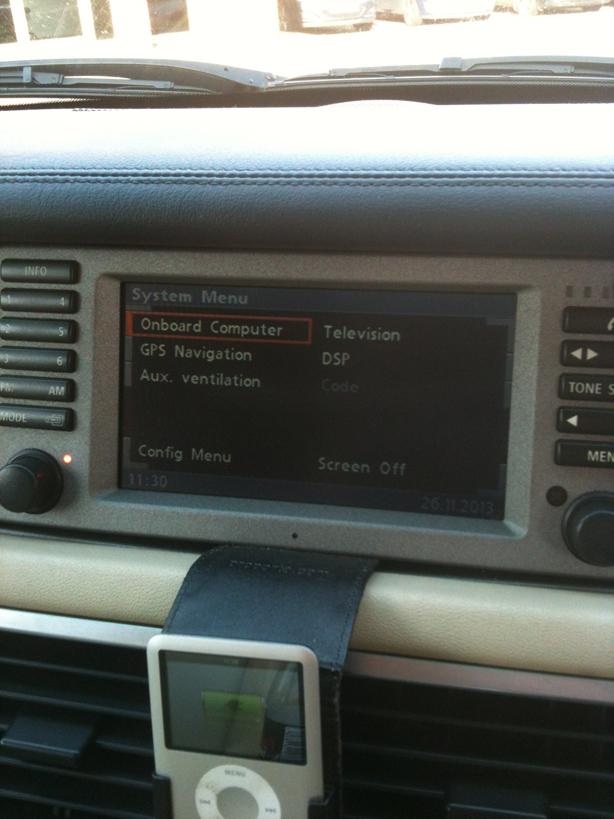 INFO
1 4
2 5
3 6
FM AM
MODE
System Menu
Onboard Computer
Television
GPS Navigation
DSP
Aux. ventilation
Code
Config Menu
Screen Off
11:30
26.11.2013
TONE S
MEN
MENU